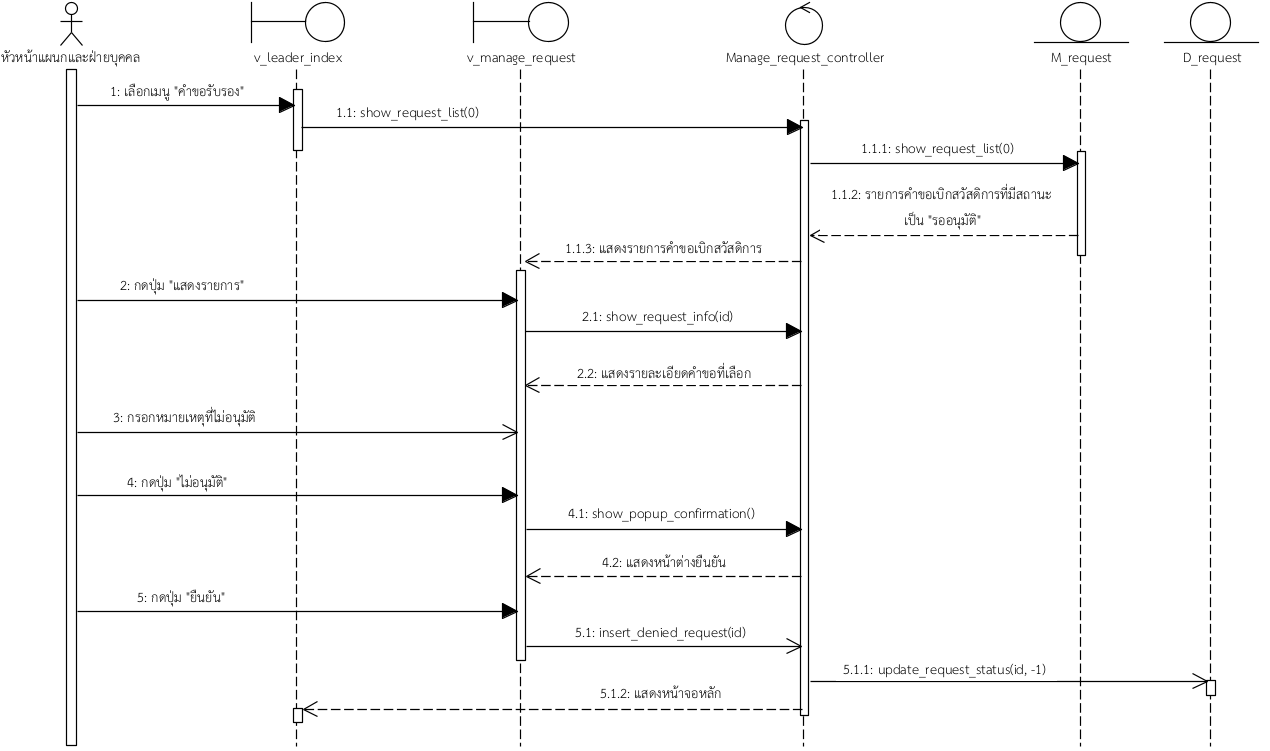 หัวหน้าแผนกและฝ่ายบุคคล
v_leader_index
v_manage_request
Manage_request_controller
M_request
D_request
1: เลือกเมนู "คำขอรับรอง"
1.1: show_request_list(0)
1.1.1: show_request_list(0)
1.1.2: รายการคำขอเบิกสวัสดิการที่มีสถานะ
เป็น "รออนุมัติ"
1.1.3: แสดงรายการคำขอเบิกสวัสดิการ
2: กดปุ่ม "แสดงรายการ"
2.1: show_request_info(id)
2.2: แสดงรายละเอียดคำขอที่เลือก
3: กรอกหมายเหตุที่ไม่อนุมัติ
4: กดปุ่ม "ไม่อนุมัติ"
4.1: show_popup_confirmation()
4.2: แสดงหน้าต่างยืนยัน
5: กดปุ่ม "ยืนยัน"
5.1: insert_denied_request(id)
5.1.1: update_request_status(id, -1)
5.1.2: แสดงหน้าจอหลัก